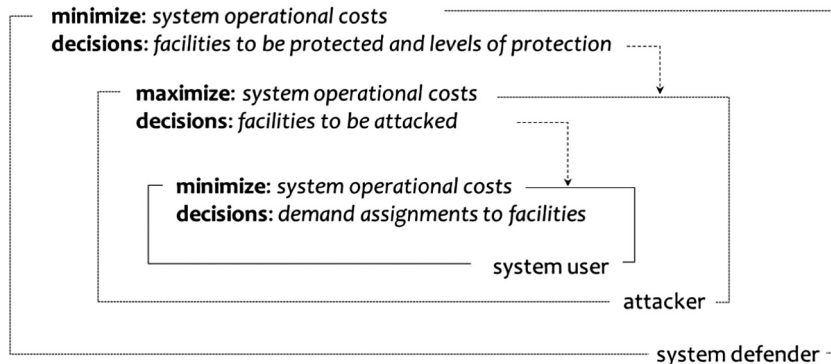 minimize: system operational costs
decisions: facilities to be protected and levels of protection
maximize: system operational costs
decisions: facilities to be attacked
minimize: system operational costs
decisions: demand assignments to facilities
system user
attacker
system defender